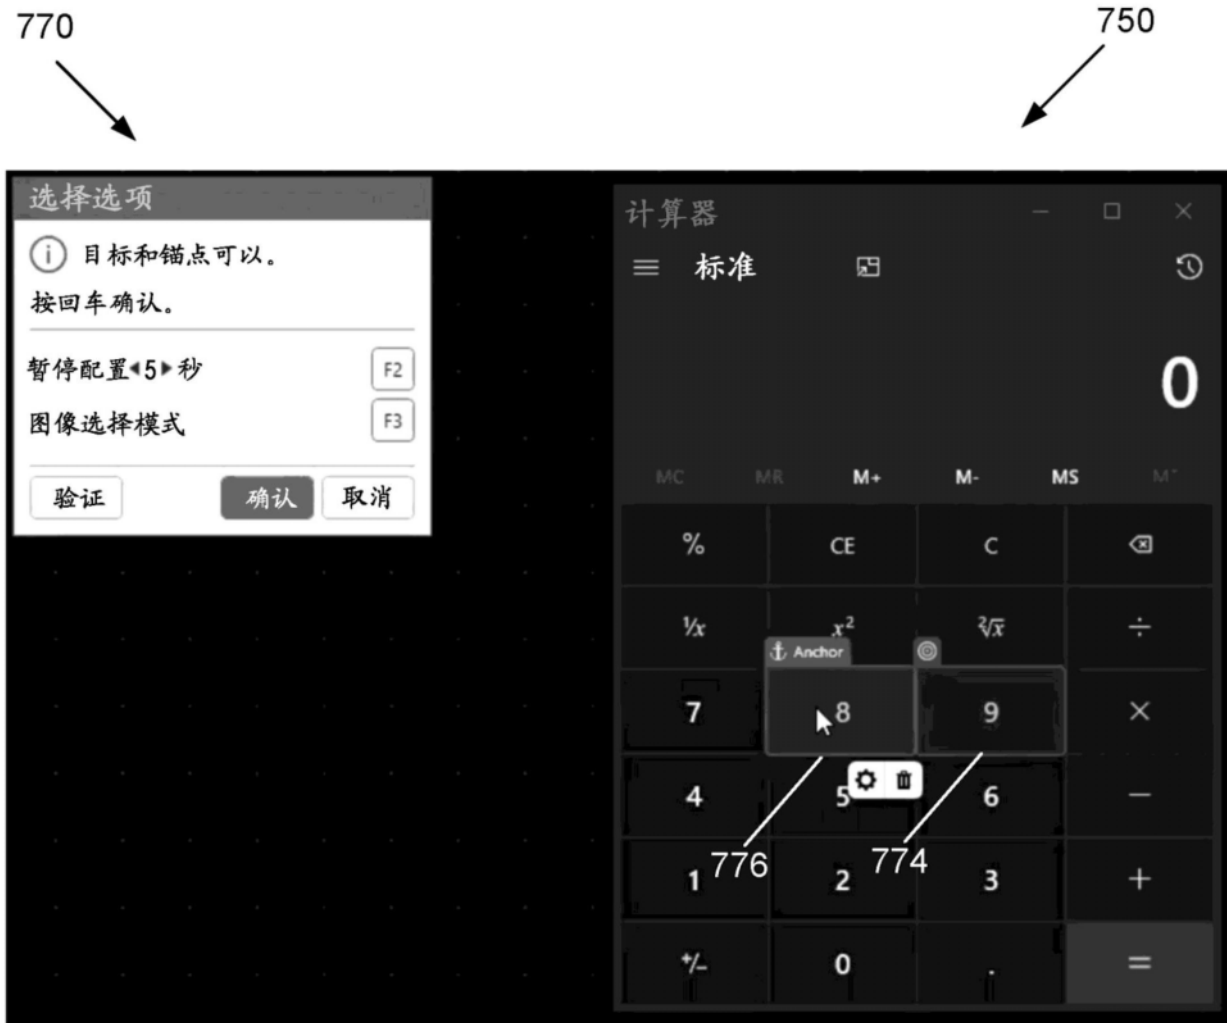 770
750
选择选项
i 目标和锚点可以。
按回车确认。
暂停配置◀5▶秒 F2
图像选择模式 F3
验证 确认 取消
计算器
标准
0
MC MR M+ M- MS M˅
% CE C
¹/x x² ²√x ÷
Anchor
7 8 9 ×
4 5 6 −
776 774
1 2 3 +
+/− 0 . =